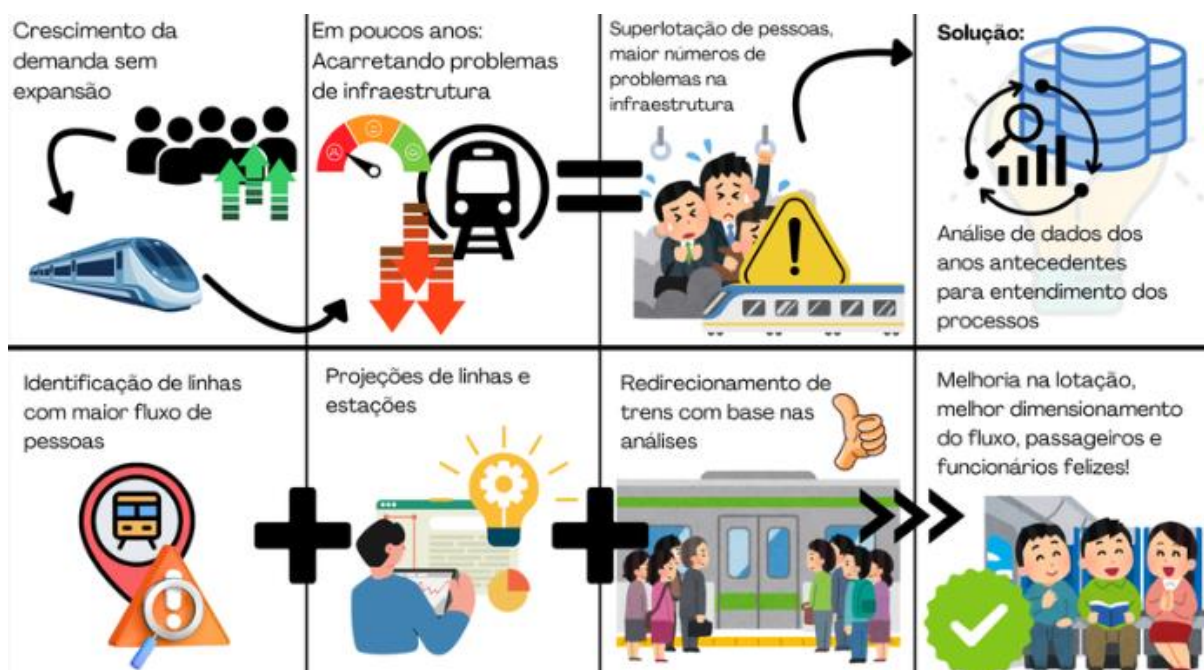 Crescimento da
demanda sem
expansão
Em poucos anos:
Acarretando problemas
de infraestrutura
Superlotação de pessoas,
maior números de
problemas na
infraestrutura
Solução:
Análise de dados dos
anos antecedentes
para entendimento dos
processos
Identificação de linhas
com maior fluxo de
pessoas
Projeções de linhas e
estações
Redirecionamento de
trens com base nas
análises
Melhoria na lotação,
melhor dimensionamento
do fluxo, passageiros e
funcionários felizes!